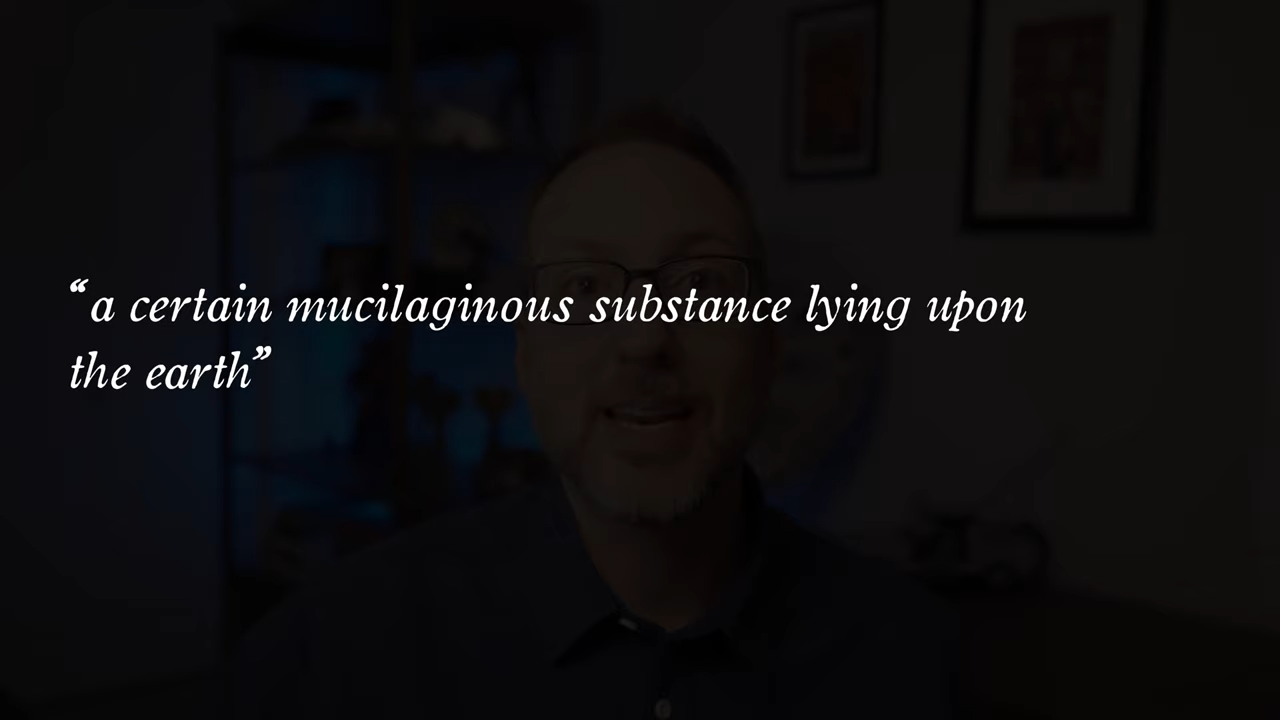 “a certain mucilaginous substance lying upon
the earth”